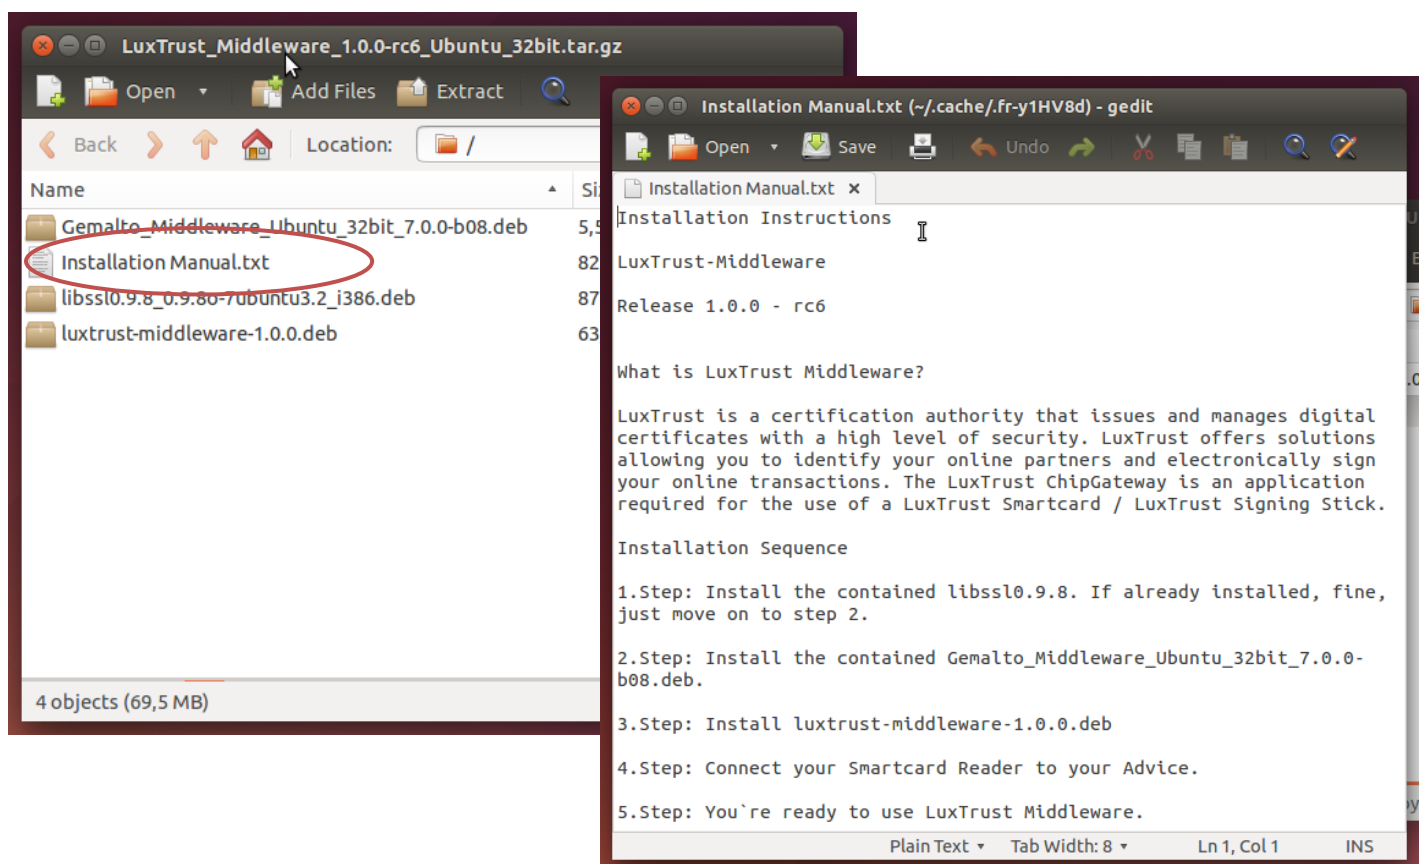 LuxTrust_Middleware_1.0.0-rc6_Ubuntu_32bit.tar.gz
Open Add Files Extract
Back Location: /
Name
Gemalto_Middleware_Ubuntu_32bit_7.0.0-b08.deb 5,5
Installation Manual.txt 82
libssl0.9.8_0.9.8o-7ubuntu3.2_i386.deb 87
luxtrust-middleware-1.0.0.deb 63
4 objects (69,5 MB)
Installation Manual.txt (~/.cache/.fr-y1HV8d) - gedit
Open Save Undo
Installation Manual.txt
Installation Instructions
LuxTrust-Middleware
Release 1.0.0 - rc6
What is LuxTrust Middleware?
LuxTrust is a certification authority that issues and manages digital
certificates with a high level of security. LuxTrust offers solutions
allowing you to identify your online partners and electronically sign
your online transactions. The LuxTrust ChipGateway is an application
required for the use of a LuxTrust Smartcard / LuxTrust Signing Stick.
Installation Sequence
1.Step: Install the contained libssl0.9.8. If already installed, fine,
just move on to step 2.
2.Step: Install the contained Gemalto_Middleware_Ubuntu_32bit_7.0.0-
b08.deb.
3.Step: Install luxtrust-middleware-1.0.0.deb
4.Step: Connect your Smartcard Reader to your Advice.
5.Step: You`re ready to use LuxTrust Middleware.
Plain Text Tab Width: 8 Ln 1, Col 1 INS